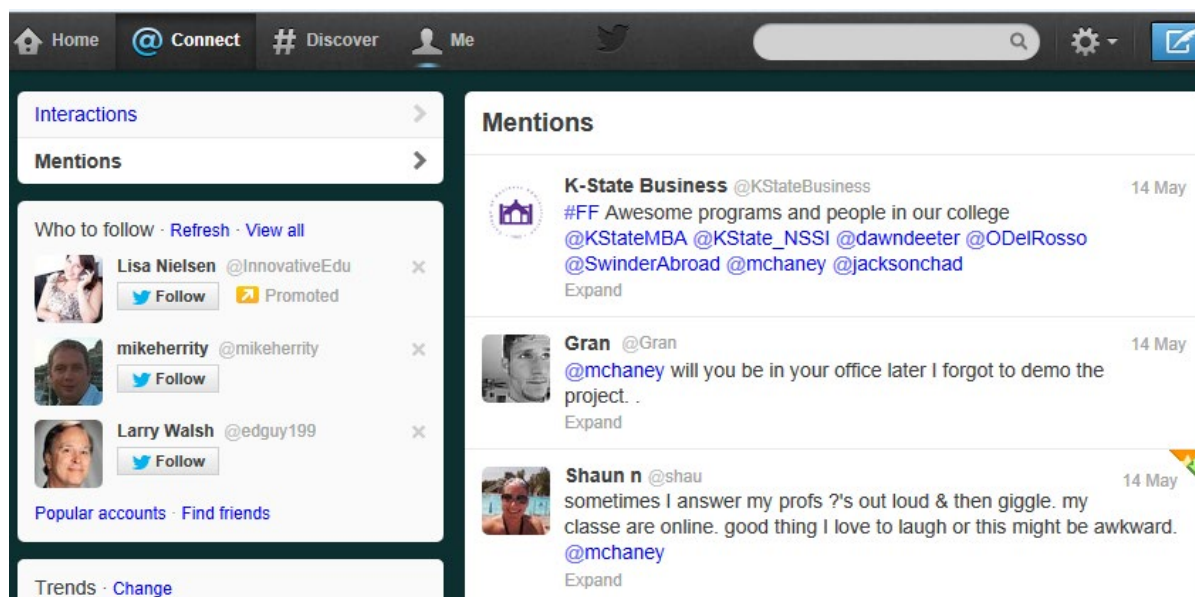 Home @ Connect # Discover Me
Interactions
Mentions
Who to follow · Refresh · View all
Lisa Nielsen @InnovativeEdu
Follow Promoted
mikeherrity @mikeherrity
Follow
Larry Walsh @edguy199
Follow
Popular accounts · Find friends
Trends · Change
Mentions
K-State Business @KStateBusiness 14 May
#FF Awesome programs and people in our college
@KStateMBA @KState_NSSI @dawndeeter @ODelRosso
@SwinderAbroad @mchaney @jacksonchad
Expand
Gran @Gran 14 May
@mchaney will you be in your office later I forgot to demo the
project. .
Expand
Shaun n @shau 14 May
sometimes I answer my profs ?'s out loud & then giggle. my
classe are online. good thing I love to laugh or this might be awkward.
@mchaney
Expand